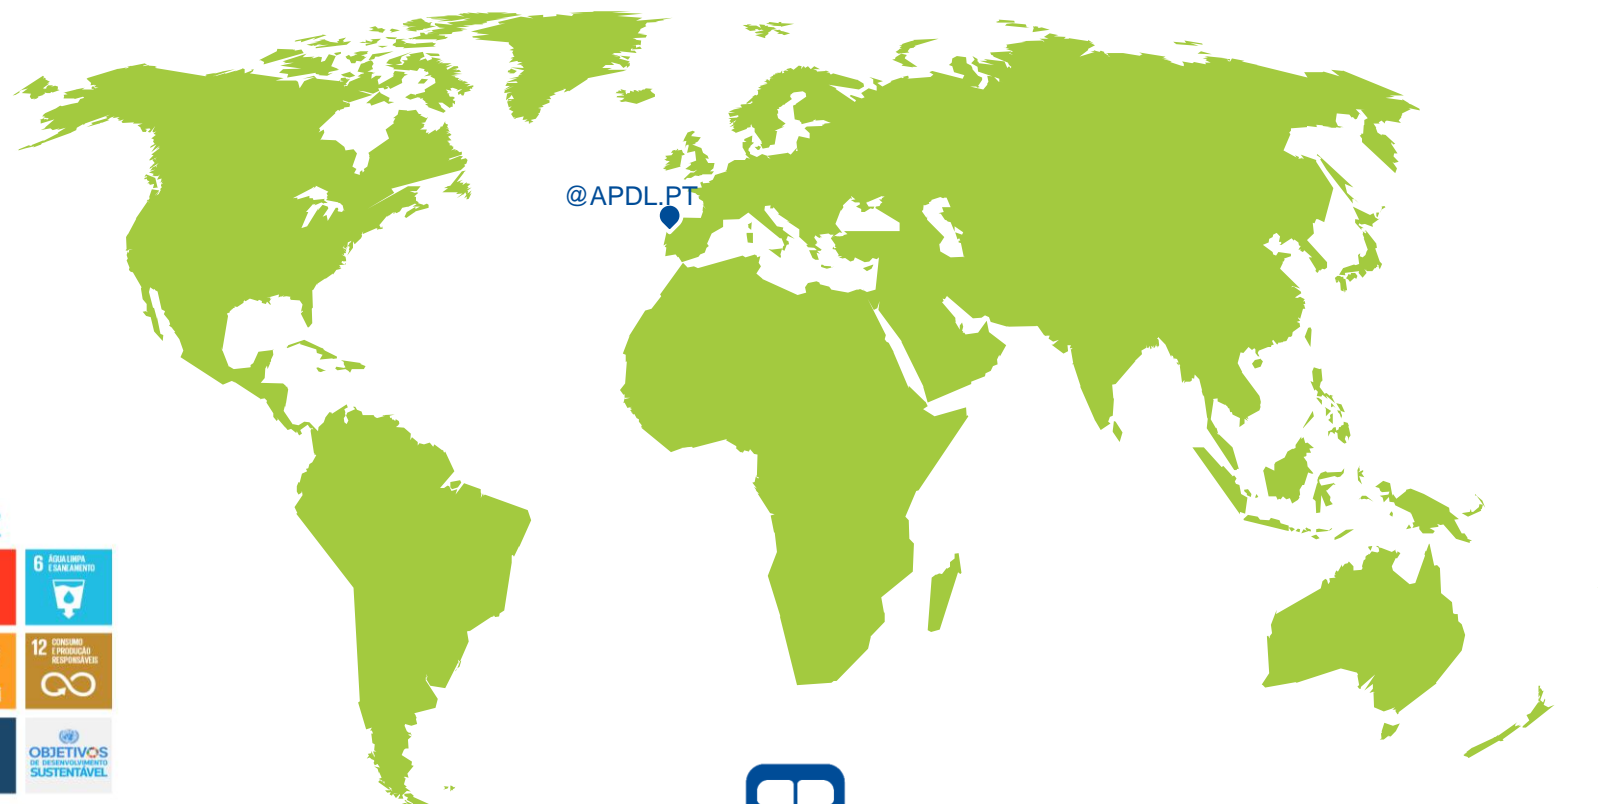 @APDL.PT
6 ÁGUA LIMPA
E SANEAMENTO
12 CONSUMO
E PRODUÇÃO
RESPONSÁVEIS
OBJETIVOS
DE DESENVOLVIMENTO
SUSTENTÁVEL